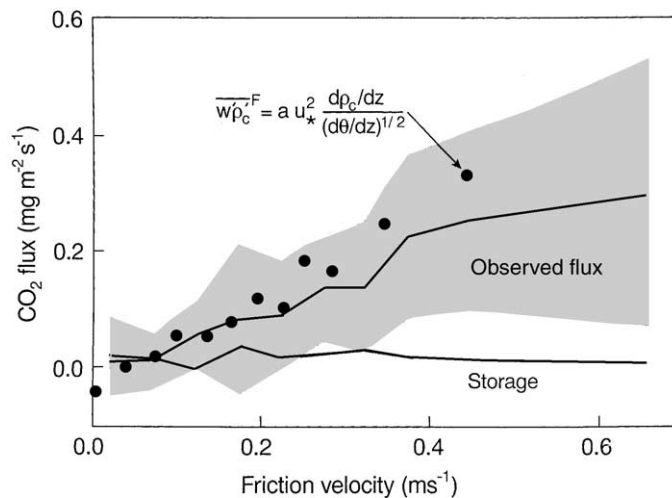 0.6
0.4
0.2
0.0
CO₂ flux (mg m⁻² s⁻¹)
w′ρ′c F = a u*² dρc/dz / (dθ/dz)¹/²
Observed flux
Storage
0.0 0.2 0.4 0.6
Friction velocity (ms⁻¹)